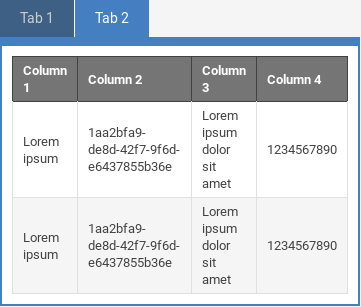 Tab 1
Tab 2
Column 1
Column 2
Column 3
Column 4
Lorem
ipsum
1aa2bfa9-
de8d-42f7-9f6d-
e6437855b36e
Lorem
ipsum
dolor
sit
amet
1234567890
Lorem
ipsum
1aa2bfa9-
de8d-42f7-9f6d-
e6437855b36e
Lorem
ipsum
dolor
sit
amet
1234567890